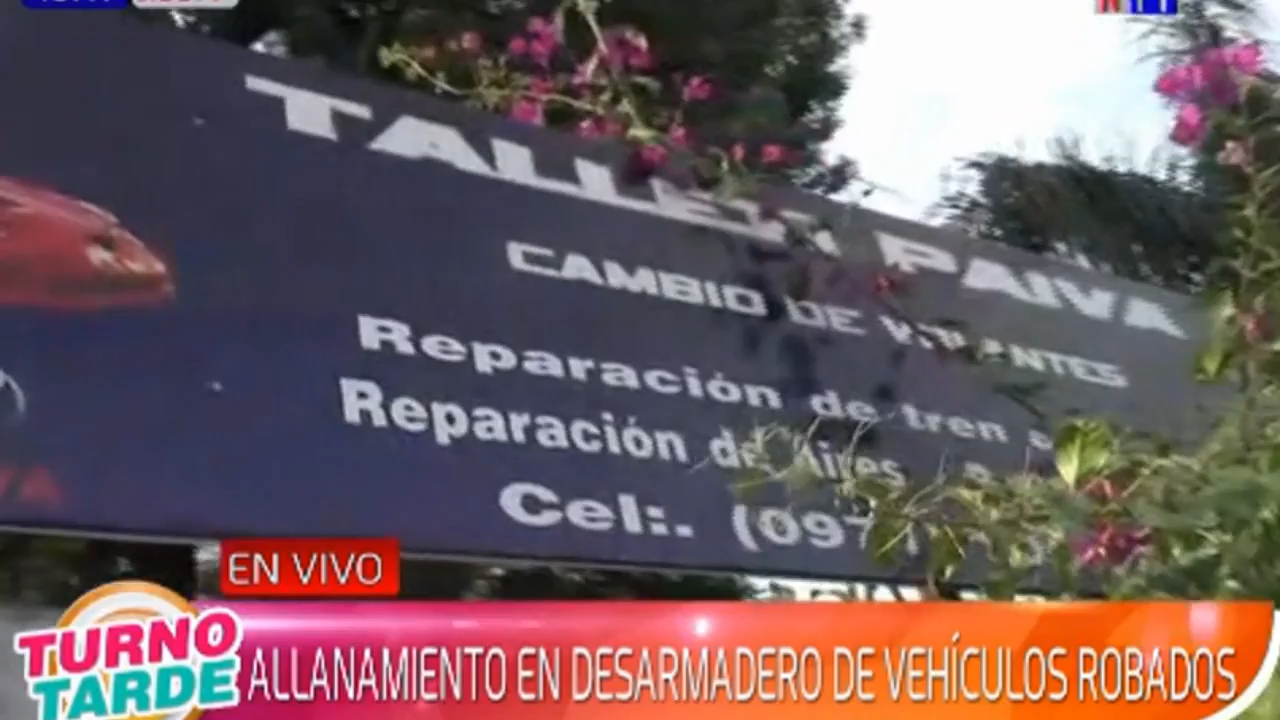 TALLER PAIVA
CAMBIO DE
Reparación de tren
Reparación de Aires
Cel:. (097
EN VIVO
TURNO
TARDE
ALLANAMIENTO EN DESARMADERO DE VEHÍCULOS ROBADOS